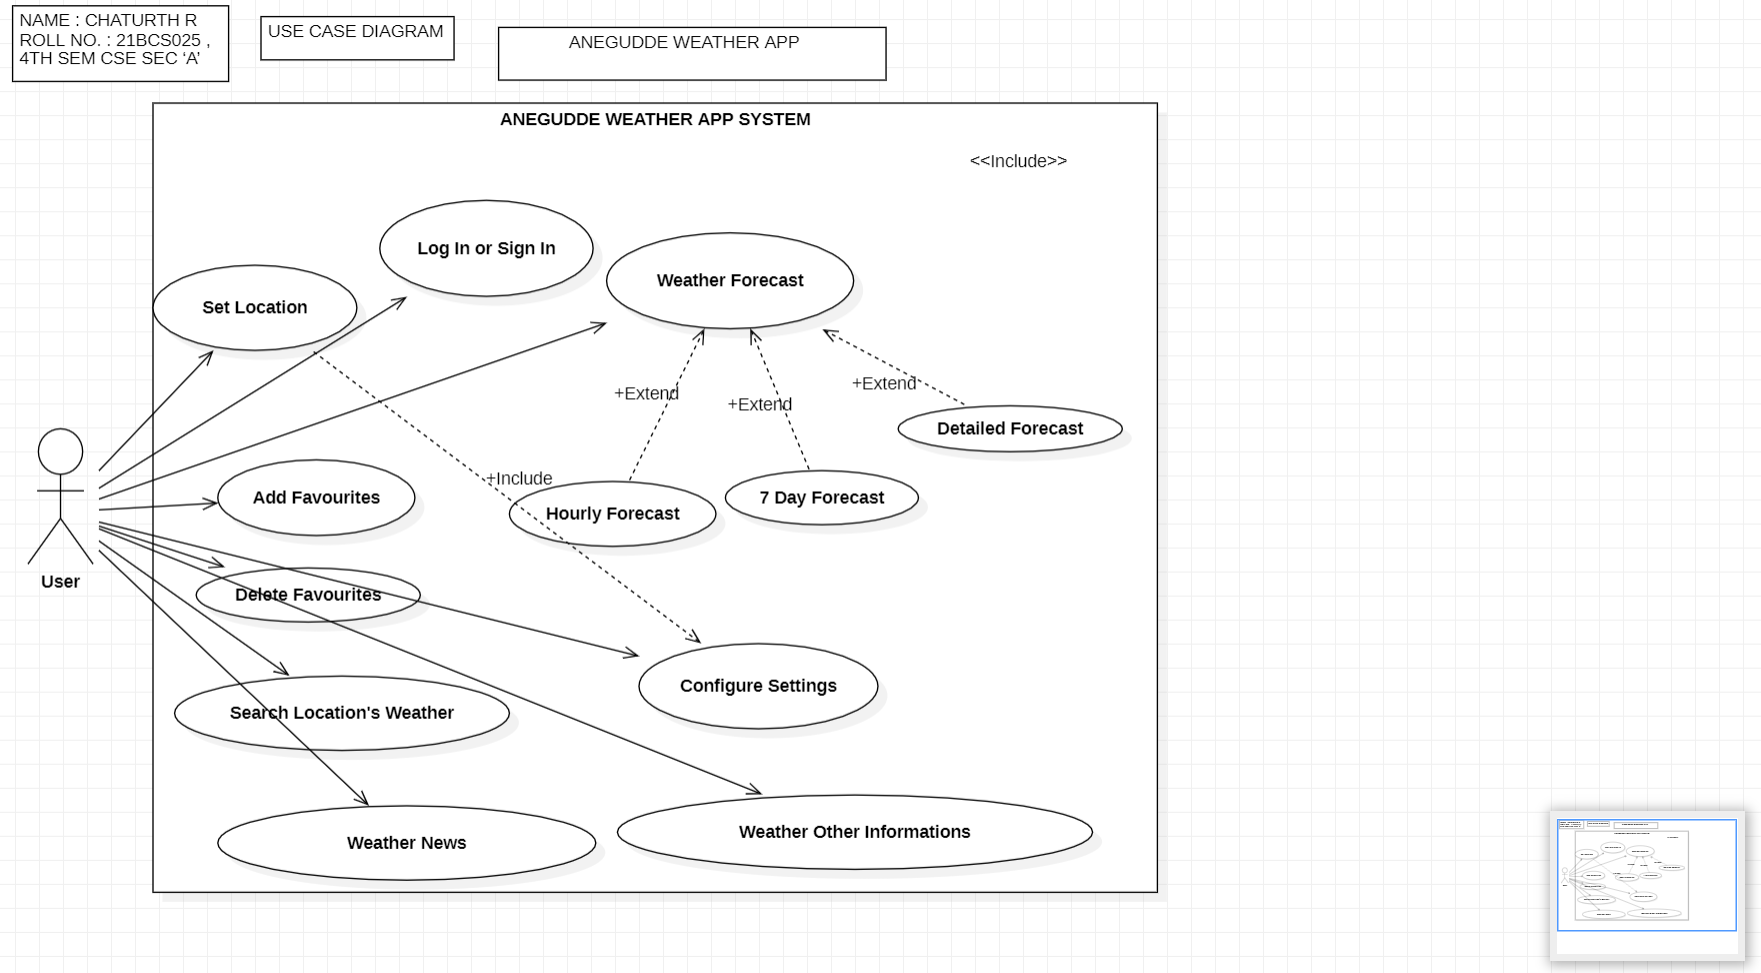 NAME : CHATURTH R
ROLL NO. : 21BCS025 ,
4TH SEM CSE SEC ‘A’
USE CASE DIAGRAM
ANEGUDDE WEATHER APP
ANEGUDDE WEATHER APP SYSTEM
<<Include>>
Log In or Sign In
Weather Forecast
Set Location
+Extend
+Extend
+Extend
Detailed Forecast
+Include
Add Favourites
Hourly Forecast
7 Day Forecast
User
Delete Favourites
Configure Settings
Search Location's Weather
Weather News
Weather Other Informations